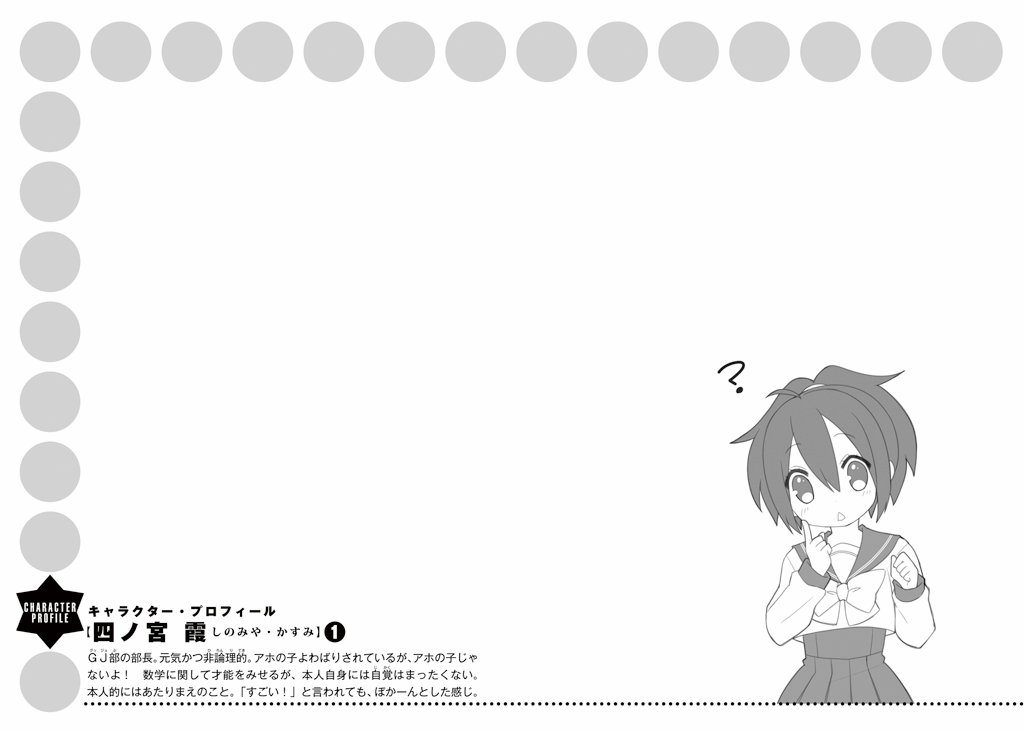 ?
CHARACTER
PROFILE
キャラクター・プロフィール
【四ノ宮 霞 しのみや・かすみ】❶
ＧＪ部の部長。元気かつ非論理的。アホの子よわばりされているが、アホの子じゃ
ないよ！　数学に関して才能をみせるが、本人自身には自覚はまったくない。
本人的にはあたりまえのこと。「すごい！」と言われても、ぽかーんとした感じ。